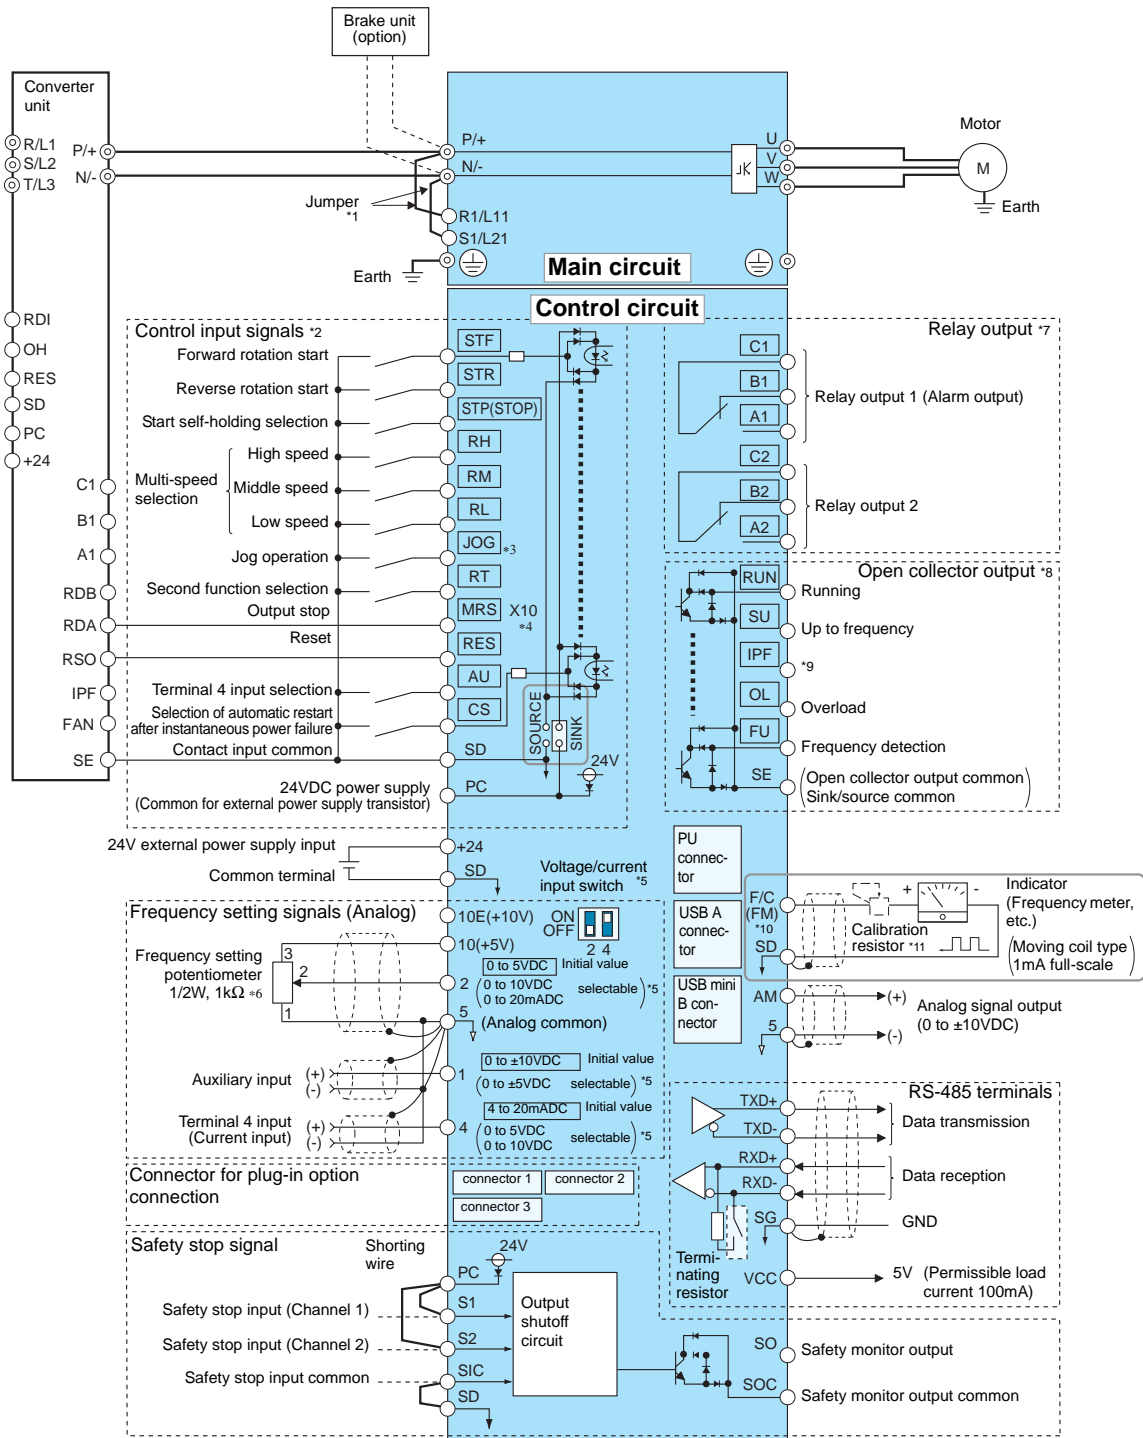 Brake unit
(option)
Converter
unit
R/L1
S/L2
T/L3
P/+
N/-
P/+
N/-
Jumper
*1
R1/L11
S1/L21
Earth
U
V
W
Motor
M
Earth
Main circuit
Control circuit
RDI
OH
RES
SD
PC
+24
C1
B1
A1
RDB
RDA
RSO
IPF
FAN
SE
Control input signals *2
Forward rotation start
STF
Reverse rotation start
STR
Start self-holding selection
STP(STOP)
Multi-speed
selection
High speed
RH
Middle speed
RM
Low speed
RL
Jog operation
JOG *3
Second function selection
RT
Output stop
MRS X10
*4
Reset
RES
Terminal 4 input selection
AU
Selection of automatic restart
after instantaneous power failure
CS
Contact input common
SD
SOURCE
SINK
24V
24VDC power supply
(Common for external power supply transistor)
PC
Relay output *7
C1
B1
A1
Relay output 1 (Alarm output)
C2
B2
A2
Relay output 2
Open collector output *8
RUN
Running
SU
Up to frequency
IPF
*9
OL
Overload
FU
Frequency detection
SE
(Open collector output common
Sink/source common)
24V external power supply input
+24
Common terminal
SD
Voltage/current
input switch *5
Frequency setting signals (Analog)
10E(+10V)
ON
OFF
2 4
10(+5V)
Frequency setting
potentiometer
1/2W, 1kΩ *6
3
2
1
2
0 to 5VDC Initial value
(0 to 10VDC
0 to 20mADC selectable) *5
5
(Analog common)
Auxiliary input
(+)
(-)
1
0 to ±10VDC Initial value
(0 to ±5VDC selectable) *5
Terminal 4 input
(Current input)
(+)
(-)
4
4 to 20mADC Initial value
(0 to 5VDC
0 to 10VDC selectable) *5
PU
connec-
tor
USB A
connec-
tor
USB mini
B con-
nector
F/C
(FM)
*10
SD
Calibration
resistor *11
+ -
Indicator
(Frequency meter,
etc.)
(Moving coil type
1mA full-scale)
AM
5
(+)
(-)
Analog signal output
(0 to ±10VDC)
RS-485 terminals
TXD+
TXD-
Data transmission
RXD+
RXD-
Data reception
SG
GND
Termi-
nating
resistor
VCC
5V (Permissible load
current 100mA)
Connector for plug-in option
connection
connector 1
connector 2
connector 3
Safety stop signal
Shorting
wire
24V
PC
Safety stop input (Channel 1)
S1
Safety stop input (Channel 2)
S2
Safety stop input common
SIC
SD
Output
shutoff
circuit
SO
Safety monitor output
SOC
Safety monitor output common